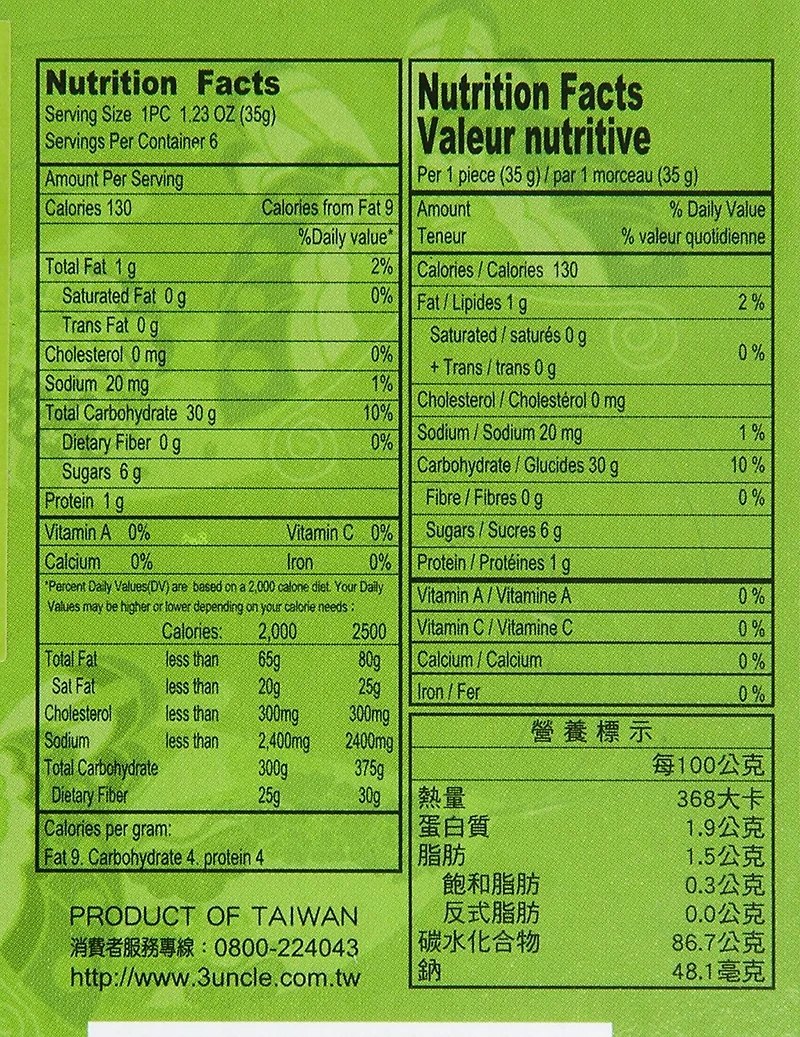 Nutrition Facts
Serving Size 1PC 1.23 OZ (35g)
Servings Per Container 6
Amount Per Serving
Calories 130 Calories from Fat 9
%Daily value*
Total Fat 1 g 2%
Saturated Fat 0 g 0%
Trans Fat 0 g
Cholesterol 0 mg 0%
Sodium 20 mg 1%
Total Carbohydrate 30 g 10%
Dietary Fiber 0 g 0%
Sugars 6 g
Protein 1 g
Vitamin A 0% Vitamin C 0%
Calcium 0% Iron 0%
*Percent Daily Values(DV) are based on a 2,000 calorie diet. Your Daily
Values may be higher or lower depending on your calorie needs :
Calories: 2,000 2500
Total Fat less than 65g 80g
Sat Fat less than 20g 25g
Cholesterol less than 300mg 300mg
Sodium less than 2,400mg 2400mg
Total Carbohydrate 300g 375g
Dietary Fiber 25g 30g
Calories per gram:
Fat 9. Carbohydrate 4. protein 4
PRODUCT OF TAIWAN
消費者服務專線：0800-224043
http://www.3uncle.com.tw
Nutrition Facts
Valeur nutritive
Per 1 piece (35 g) / par 1 morceau (35 g)
Amount % Daily Value
Teneur % valeur quotidienne
Calories / Calories 130
Fat / Lipides 1 g 2 %
Saturated / saturés 0 g
+ Trans / trans 0 g 0 %
Cholesterol / Cholestérol 0 mg
Sodium / Sodium 20 mg 1 %
Carbohydrate / Glucides 30 g 10 %
Fibre / Fibres 0 g 0 %
Sugars / Sucres 6 g
Protein / Protéines 1 g
Vitamin A / Vitamine A 0 %
Vitamin C / Vitamine C 0 %
Calcium / Calcium 0 %
Iron / Fer 0 %
營養標示
每100公克
熱量 368大卡
蛋白質 1.9公克
脂肪 1.5公克
飽和脂肪 0.3公克
反式脂肪 0.0公克
碳水化合物 86.7公克
鈉 48.1毫克